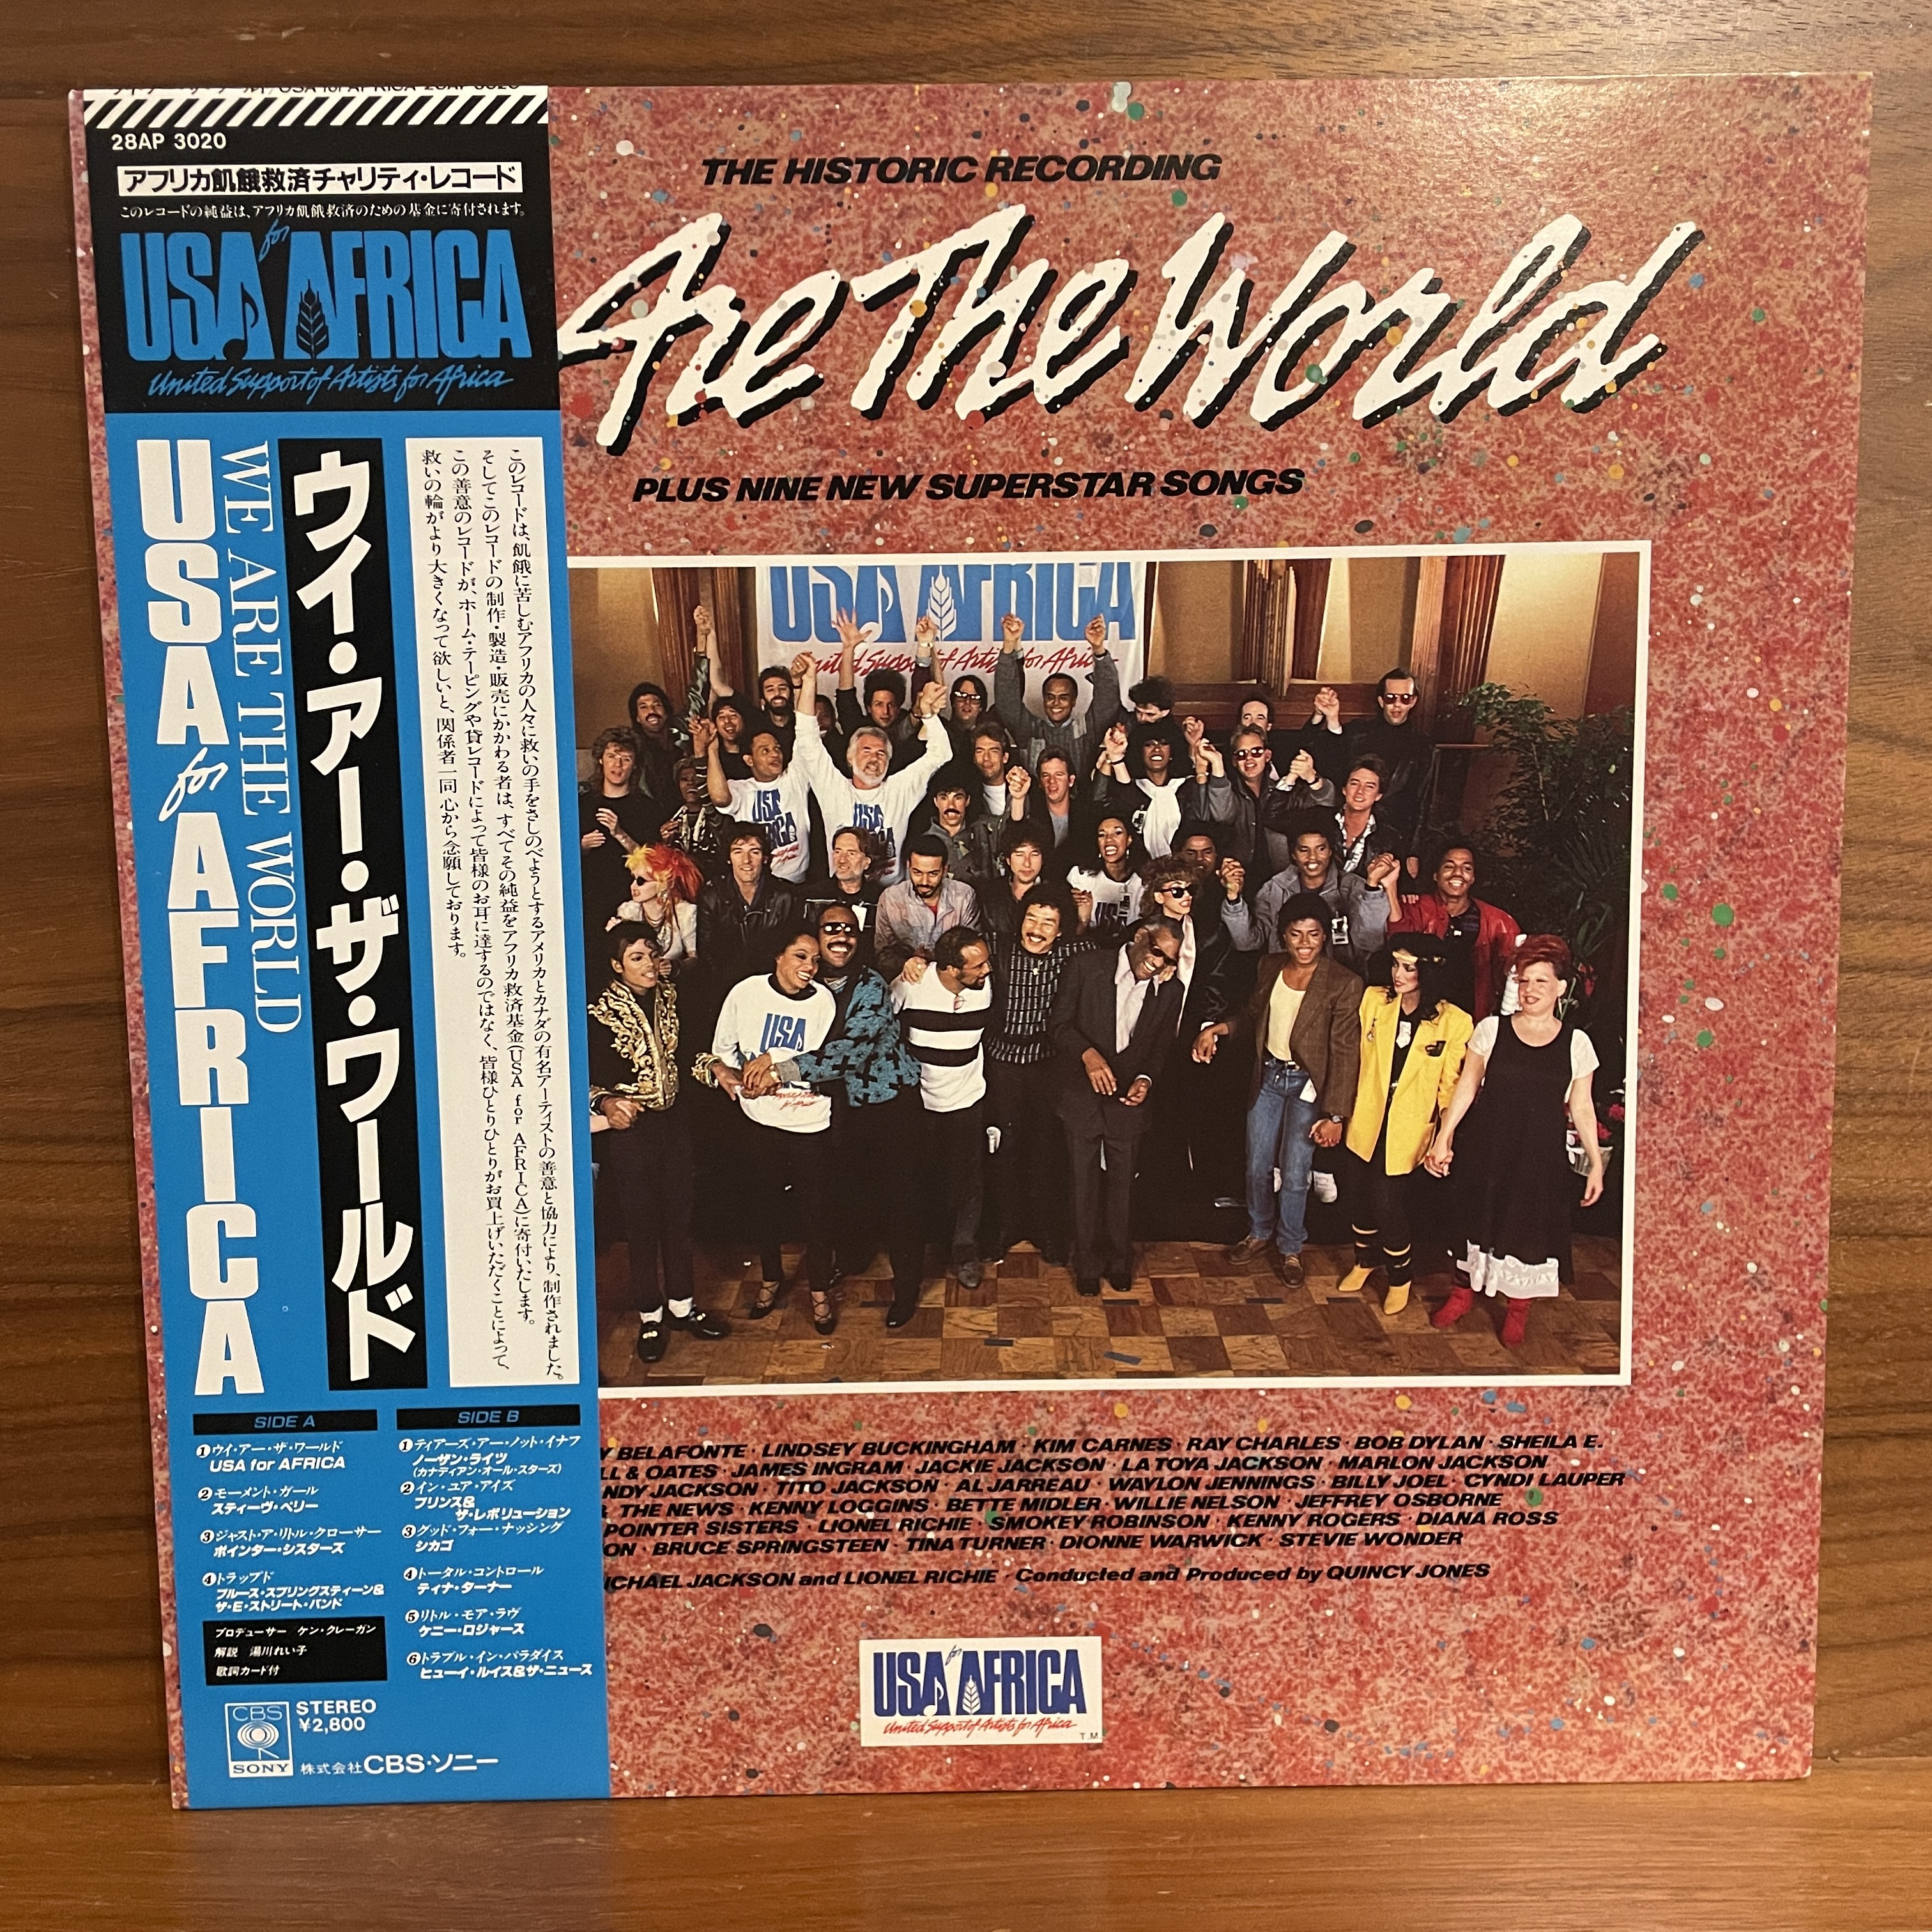 28AP 3020
アフリカ飢餓救済チャリティ・レコード
このレコードの純益は、アフリカ飢餓救済のための基金に寄付されます。
USA for AFRICA
United Support of Artists for Africa
USA for AFRICA
WE ARE THE WORLD
ウィ・アー・ザ・ワールド
このレコードは、飢餓に苦しむアフリカの人々に救いの手をさしのべようとするアメリカとカナダの有名アーティストの善意と協力により、制作されました。
そしてこのレコードの制作・製造・販売にかかわる者は、すべてその純益をアフリカ救済基金(USA for AFRICA)に寄付いたします。
この善意のレコードが、ホーム・テーピングや貸レコードによって皆様のお耳に達するのではなく、皆様ひとりひとりがお買上げいただくことによって、
救いの輪がより大きくなって欲しいと、関係者一同心から念願しております。
SIDE A
❶ウィ・アー・ザ・ワールド
USA for AFRICA
❷モーメント・ガール
スティーヴ・ペリー
❸ジャスト・ア・リトル・クローサー
ポインター・シスターズ
❹トラップド
ブルース・スプリングスティーン&
ザ・E・ストリート・バンド
SIDE B
❶ティアーズ・アー・ノット・イナフ
ノーザン・ライツ
(カナディアン・オール・スターズ)
❷イン・ユア・アイズ
プリンス&
ザ・レボリューション
❸グッド・フォー・ナッシング
シカゴ
❹トータル・コントロール
ティナ・ターナー
❺リトル・モア・ラヴ
ケニー・ロジャース
❻トラブル・イン・パラダイス
ヒューイ・ルイス&ザ・ニュース
プロデューサー ケン・クレーガン
解説 湯川れい子
歌詞カード付
CBS
SONY
STEREO
¥2,800
株式会社CBS・ソニー
THE HISTORIC RECORDING
Are The World
PLUS NINE NEW SUPERSTAR SONGS
USA AFRICA
United Support of Artists for Africa
Y BELAFONTE · LINDSEY BUCKINGHAM · KIM CARNES · RAY CHARLES · BOB DYLAN · SHEILA E.
LL & OATES · JAMES INGRAM · JACKIE JACKSON · LA TOYA JACKSON · MARLON JACKSON
NDY JACKSON · TITO JACKSON · AL JARREAU · WAYLON JENNINGS · BILLY JOEL · CYNDI LAUPER
& THE NEWS · KENNY LOGGINS · BETTE MIDLER · WILLIE NELSON · JEFFREY OSBORNE
POINTER SISTERS · LIONEL RICHIE · SMOKEY ROBINSON · KENNY ROGERS · DIANA ROSS
ON · BRUCE SPRINGSTEEN · TINA TURNER · DIONNE WARWICK · STEVIE WONDER
ICHAEL JACKSON and LIONEL RICHIE · Conducted and Produced by QUINCY JONES
USA for AFRICA
United Support of Artists for Africa
T.M.